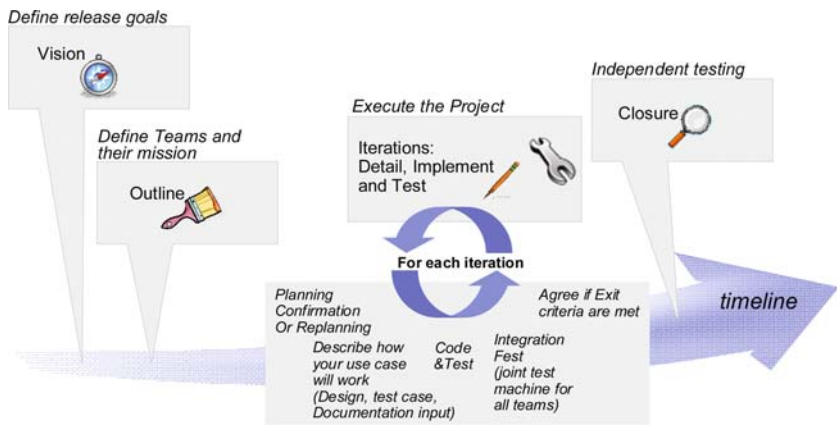 Define release goals
Vision
Define Teams and
their mission
Outline
Execute the Project
Iterations:
Detail, Implement
and Test
Independent testing
Closure
For each iteration
timeline
Planning
Confirmation
Or Replanning
Describe how
your use case
will work
(Design, test case,
Documentation input)
Code
&Test
Integration
Fest
(joint test
machine for
all teams)
Agree if Exit
criteria are met